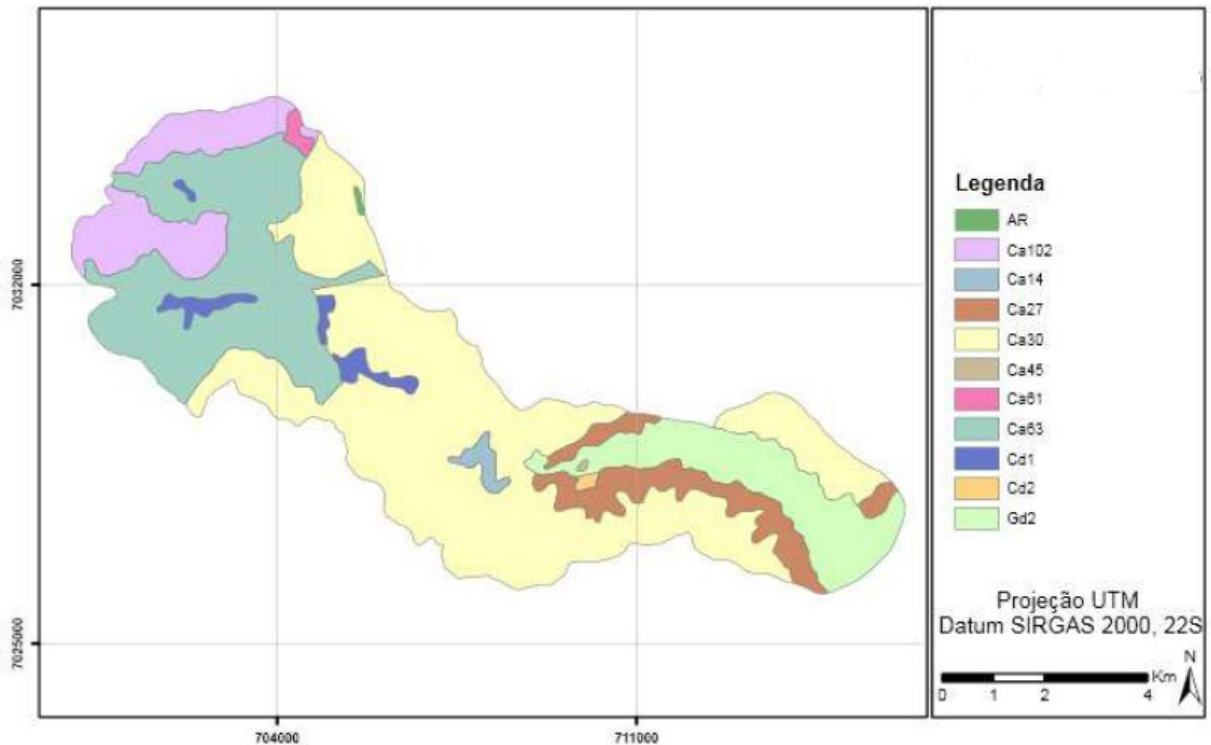 7032000
7025000
704000
711000
Legenda
AR
Ca102
Ca14
Ca27
Ca30
Ca45
Ca61
Ca63
Cd1
Cd2
Gd2
Projeção UTM
Datum SIRGAS 2000, 22S
N
Km
0 1 2 4